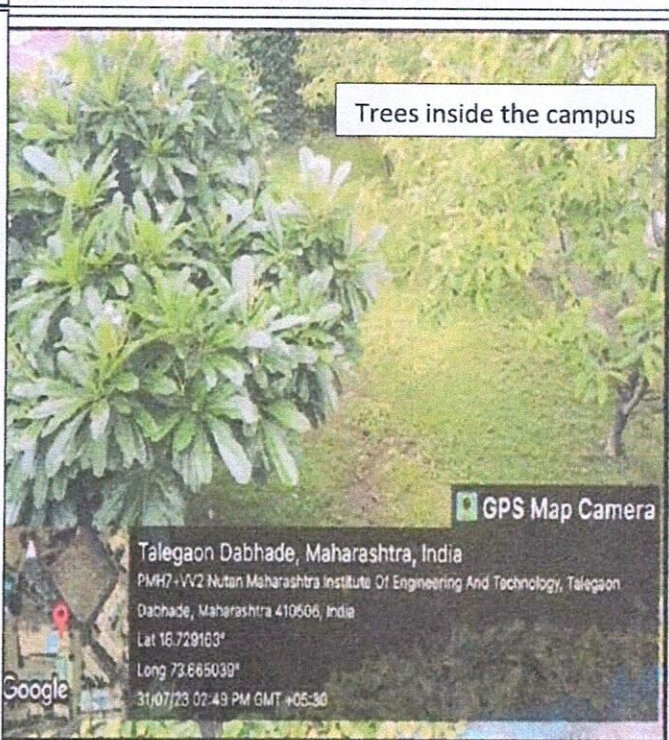 Trees inside the campus
GPS Map Camera
Talegaon Dabhade, Maharashtra, India
PMH7+VV2 Nutan Maharashtra Institute Of Engineering And Technology, Talegaon
Dabhade, Maharashtra 410506, India
Lat 18.729163°
Long 73.665039°
31/07/23 02:49 PM GMT +05:30
Google